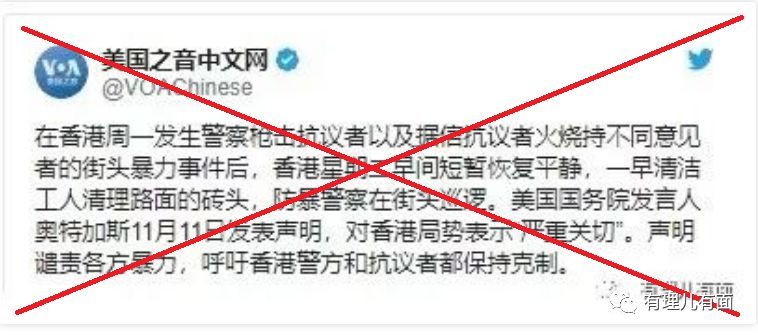 美国之音中文网
VOA
美国之音
@VOAChinese
在香港周一发生警察枪击抗议者以及据信抗议者火烧持不同意见
者的街头暴力事件后，香港星期二早间短暂恢复平静，一早清洁
工人清理路面的砖头，防暴警察在街头巡逻。美国国务院发言人
奥特加斯11月11日发表声明，对香港局势表示“严重关切”。声明
谴责各方暴力，呼吁香港警方和抗议者都保持克制。
有理儿有面